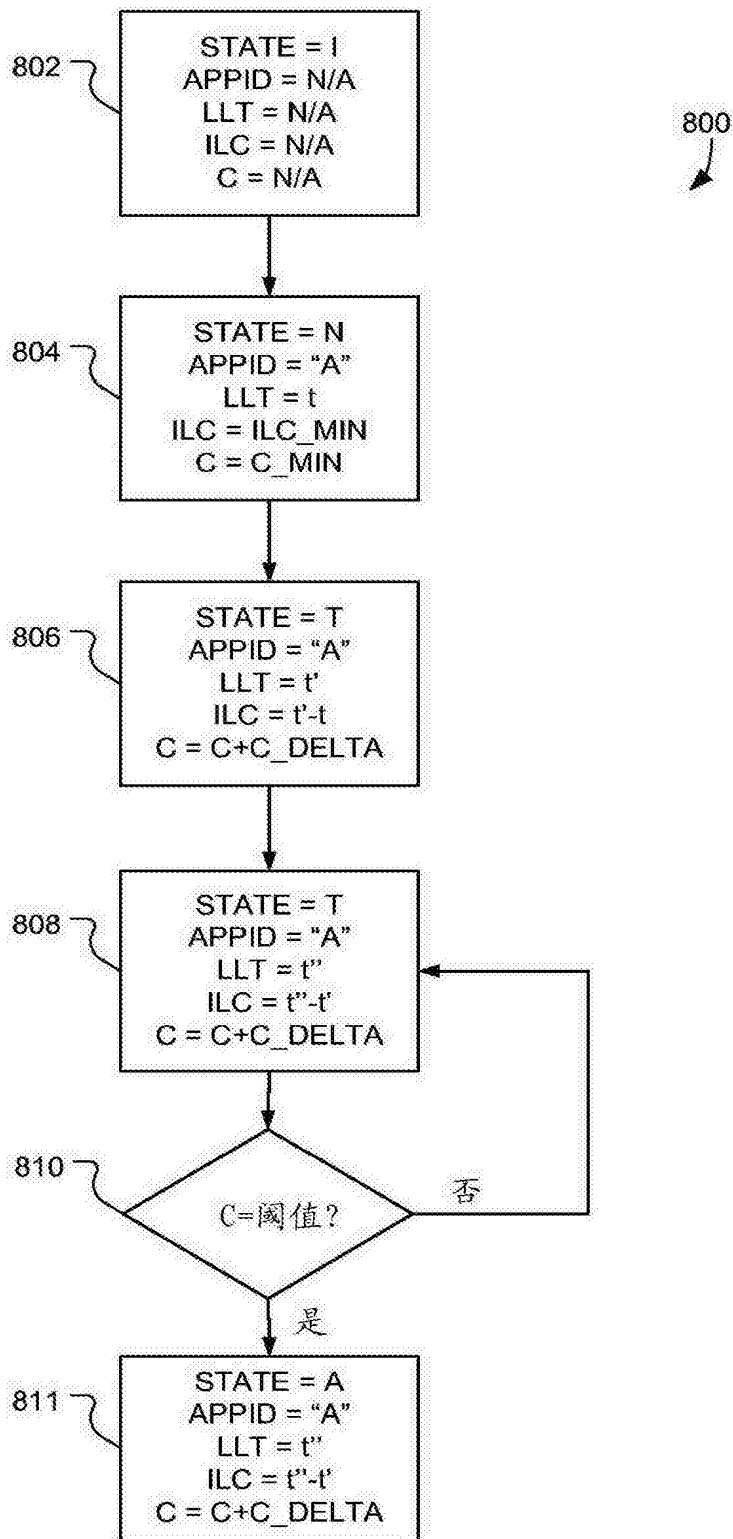 802
STATE = I
APPID = N/A
LLT = N/A
ILC = N/A
C = N/A
800
804
STATE = N
APPID = “A”
LLT = t
ILC = ILC_MIN
C = C_MIN
806
STATE = T
APPID = “A”
LLT = t'
ILC = t'-t
C = C+C_DELTA
808
STATE = T
APPID = “A”
LLT = t''
ILC = t''-t'
C = C+C_DELTA
810
C=阈值?
否
是
811
STATE = A
APPID = “A”
LLT = t''
ILC = t''-t'
C = C+C_DELTA